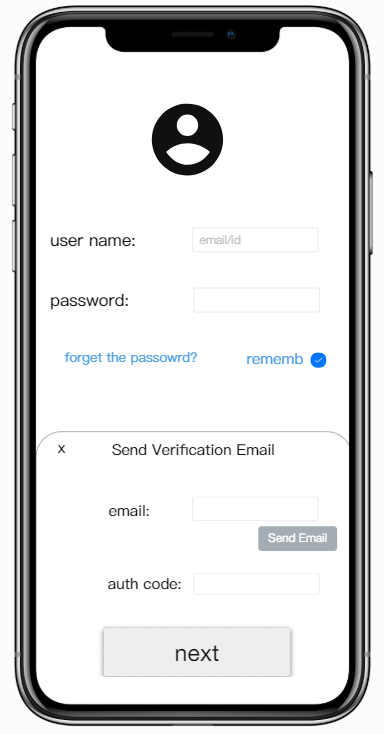 user name: email/id
password:
forget the passowrd? rememb
x Send Verification Email
email:
Send Email
auth code:
next